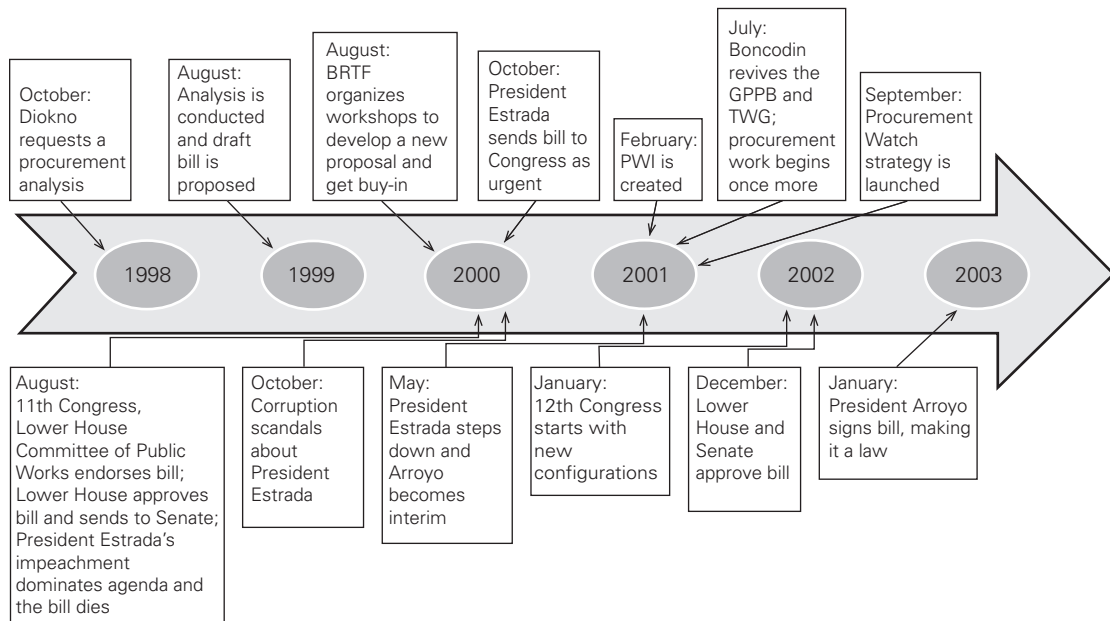 October:
Diokno
requests a
procurement
analysis
August:
Analysis is
conducted
and draft
bill is
proposed
August:
BRTF
organizes
workshops to
develop a new
proposal and
get buy-in
October:
President
Estrada
sends bill to
Congress as
urgent
February:
PWI is
created
July:
Boncodin
revives the
GPPB and
TWG;
procurement
work begins
once more
September:
Procurement
Watch
strategy is
launched
1998
1999
2000
2001
2002
2003
August:
11th Congress,
Lower House
Committee of Public
Works endorses bill;
Lower House approves
bill and sends to Senate;
President Estrada’s
impeachment
dominates agenda and
the bill dies
October:
Corruption
scandals
about
President
Estrada
May:
President
Estrada steps
down and
Arroyo
becomes
interim
January:
12th Congress
starts with
new
configurations
December:
Lower
House and
Senate
approve bill
January:
President Arroyo
signs bill, making
it a law